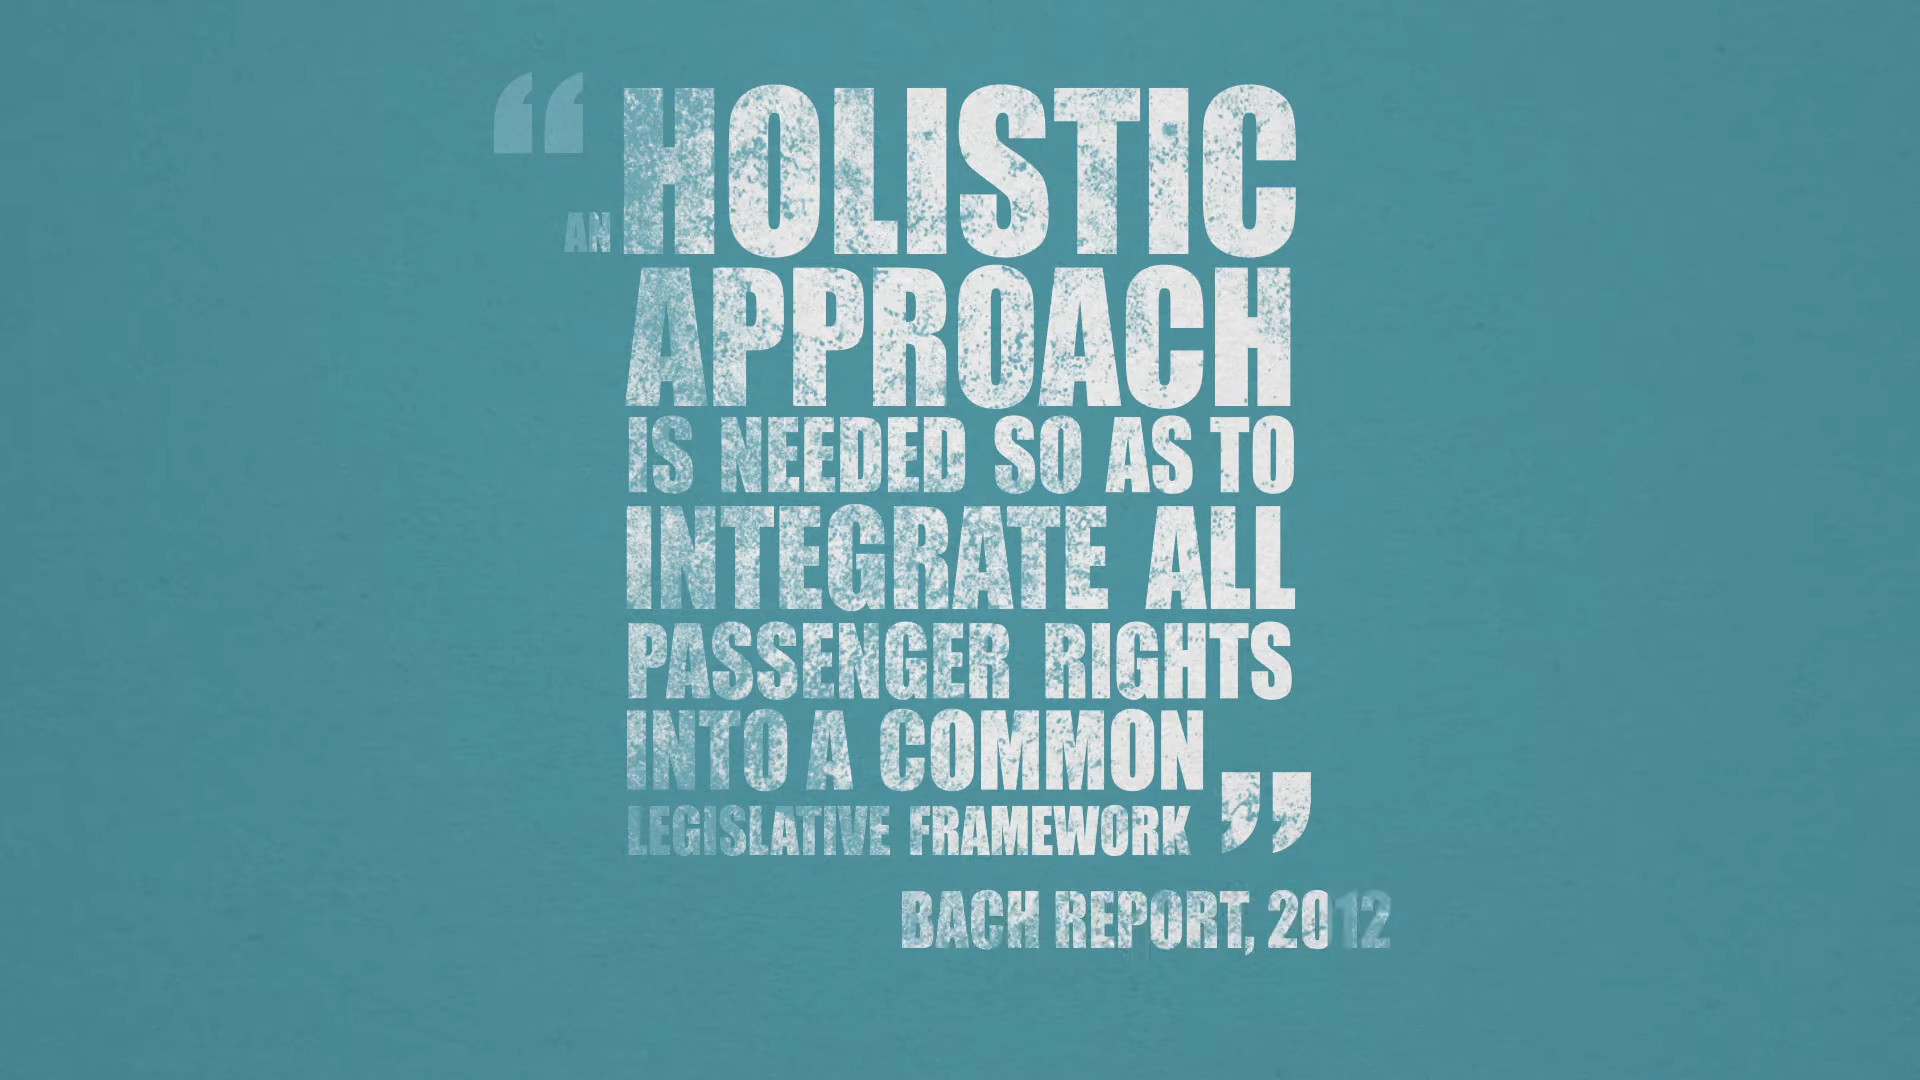 “AN HOLISTIC
APPROACH
IS NEEDED SO AS TO
INTEGRATE ALL
PASSENGER RIGHTS
INTO A COMMON
LEGISLATIVE FRAMEWORK”
BACH REPORT, 2012